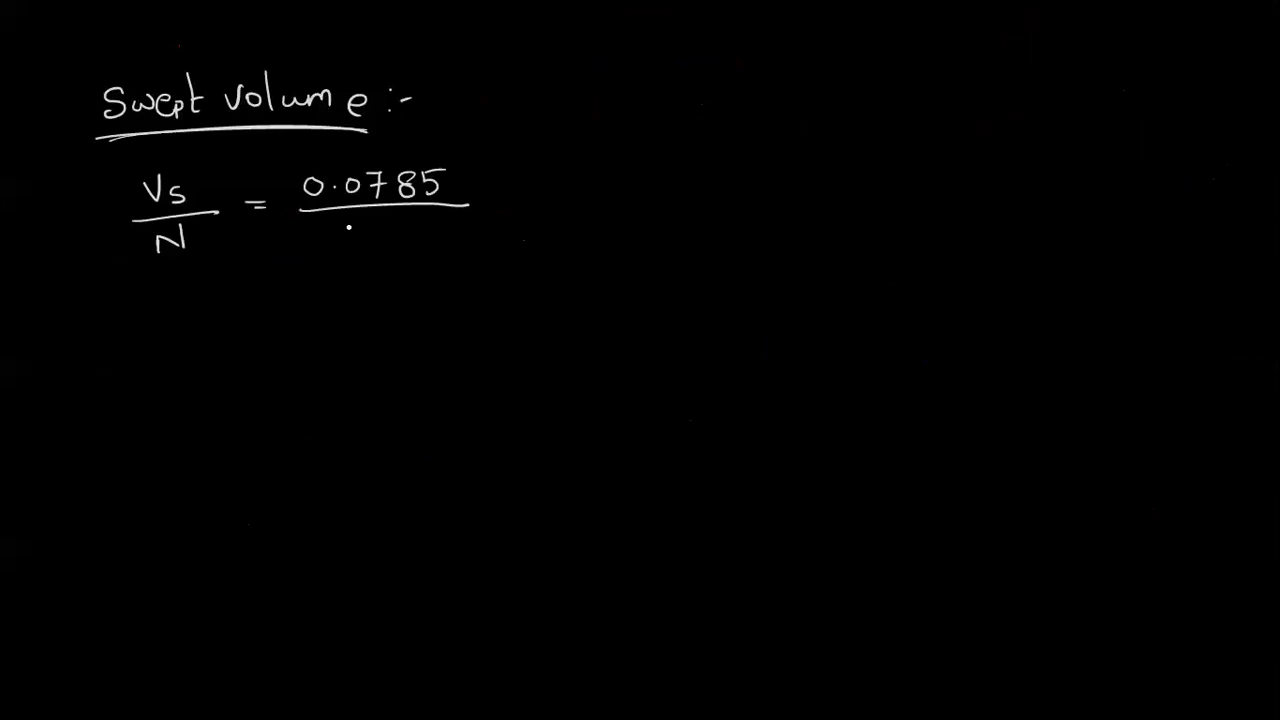 Swept volume :-
Vs/N = 0.0785/